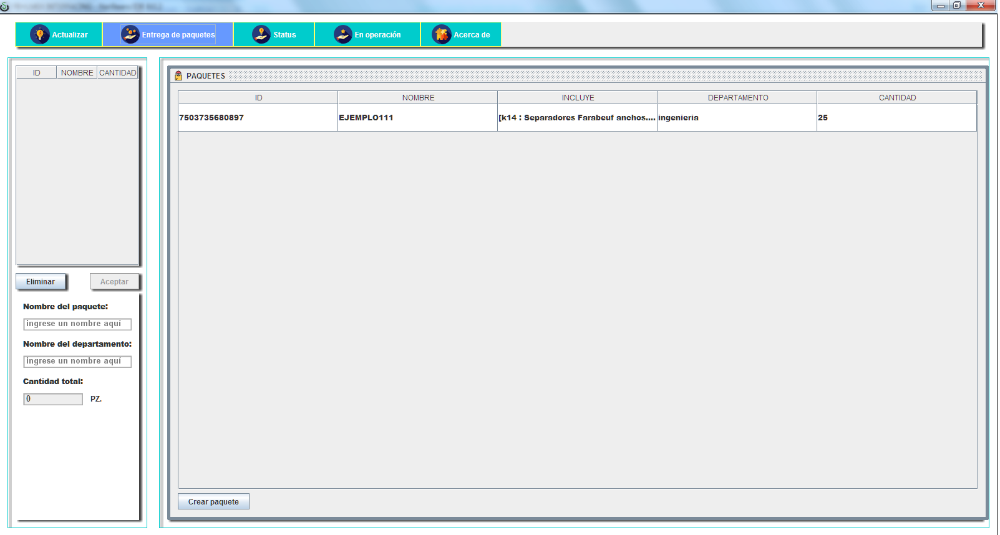 Actualizar
Entrega de paquetes
Status
En operación
Acerca de
ID NOMBRE CANTIDAD
Eliminar
Aceptar
Nombre del paquete:
ingrese un nombre aquí
Nombre del departamento:
ingrese un nombre aquí
Cantidad total:
0 PZ.
PAQUETES
ID NOMBRE INCLUYE DEPARTAMENTO CANTIDAD
7503735680897 EJEMPLO111 [k14 : Separadores Farabeuf anchos.... ingenieria 25
Crear paquete